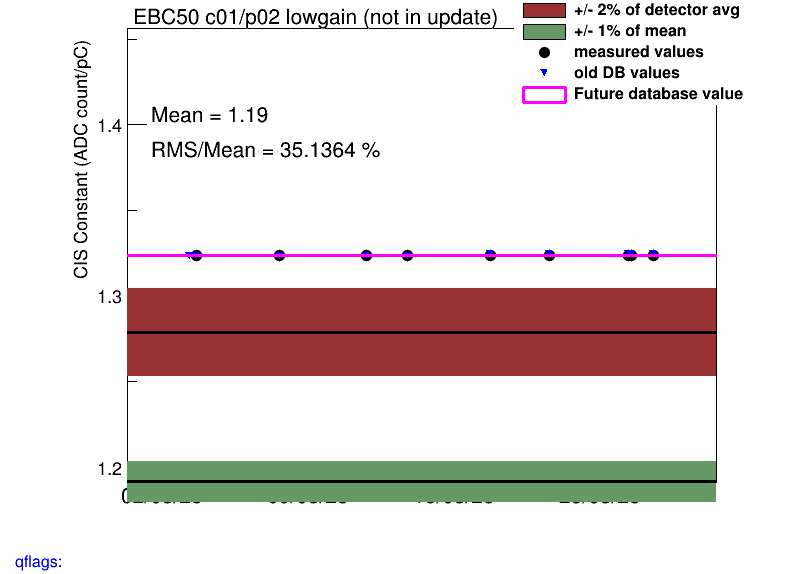 EBC50 c01/p02 lowgain (not in update)
+/- 2% of detector avg
+/- 1% of mean
measured values
old DB values
Future database value
CIS Constant (ADC count/pC)
Mean = 1.19
RMS/Mean = 35.1364 %
1.4
1.3
1.2
qflags: